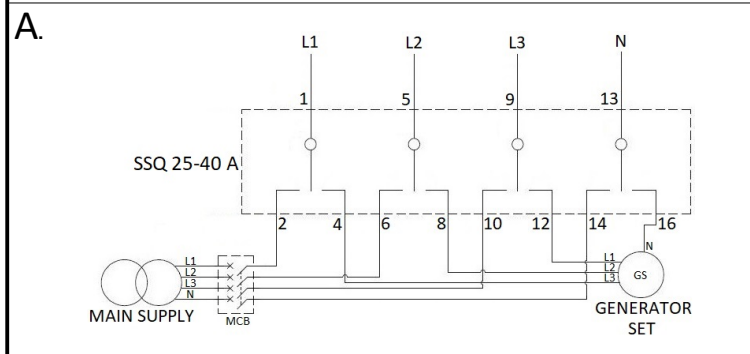 A.
L1 L2 L3 N
1 5 9 13
SSQ 25-40 A
2 4 6 8 10 12 14 16
N
L1 L1
L2 L2
L3 L3
N
GS
MAIN SUPPLY
MCB
GENERATOR
SET